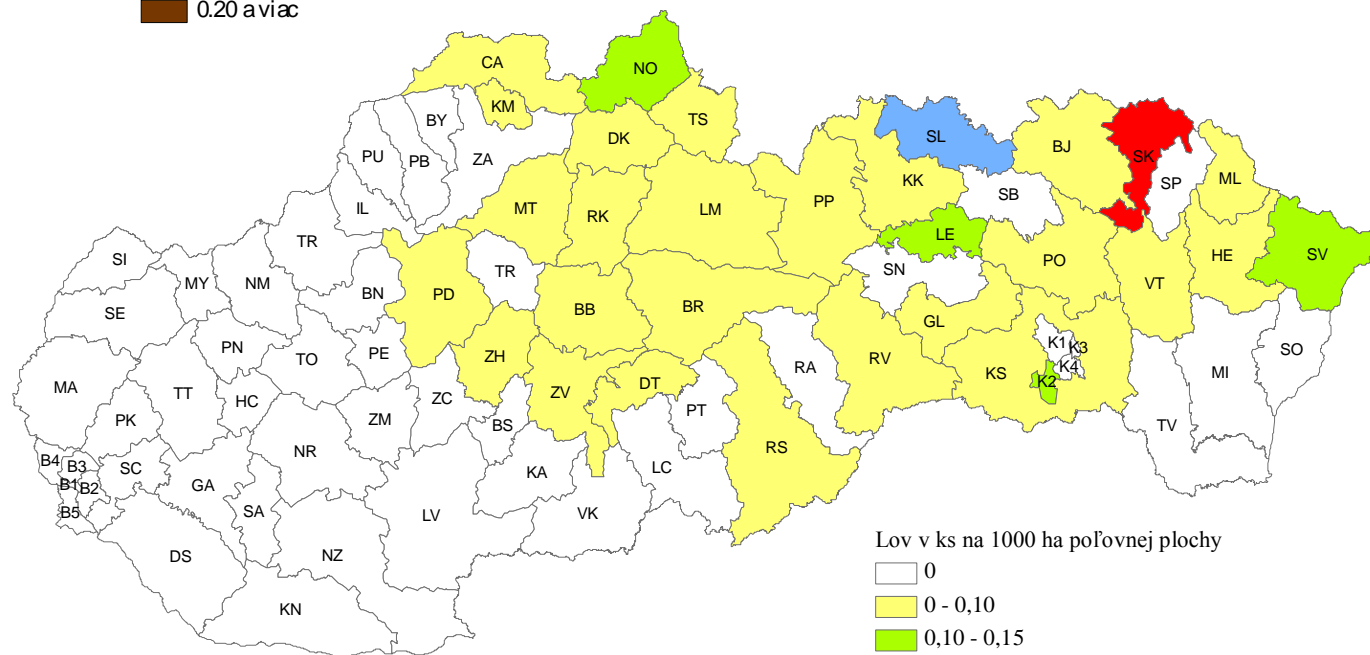 0.20 a viac
CA
NO
KM
TS
BY
DK
PU
PB
ZA
SL
BJ
SK
SP
ML
KK
SB
IL
MT
RK
LM
PP
TR
LE
SI
TR
SN
PO
HE
SV
MY
NM
BN
PD
VT
SE
BB
BR
GL
PN
TO
PE
ZH
RA
RV
KS
K1
K3
K4
K2
SO
MI
MA
TT
HC
ZV
DT
PK
ZM
ZC
BS
PT
TV
B4
B3
SC
NR
RS
B1
B2
GA
KA
LC
B5
SA
LV
VK
DS
NZ
KN
Lov v ks na 1000 ha poľovnej plochy
0
0 - 0,10
0,10 - 0,15